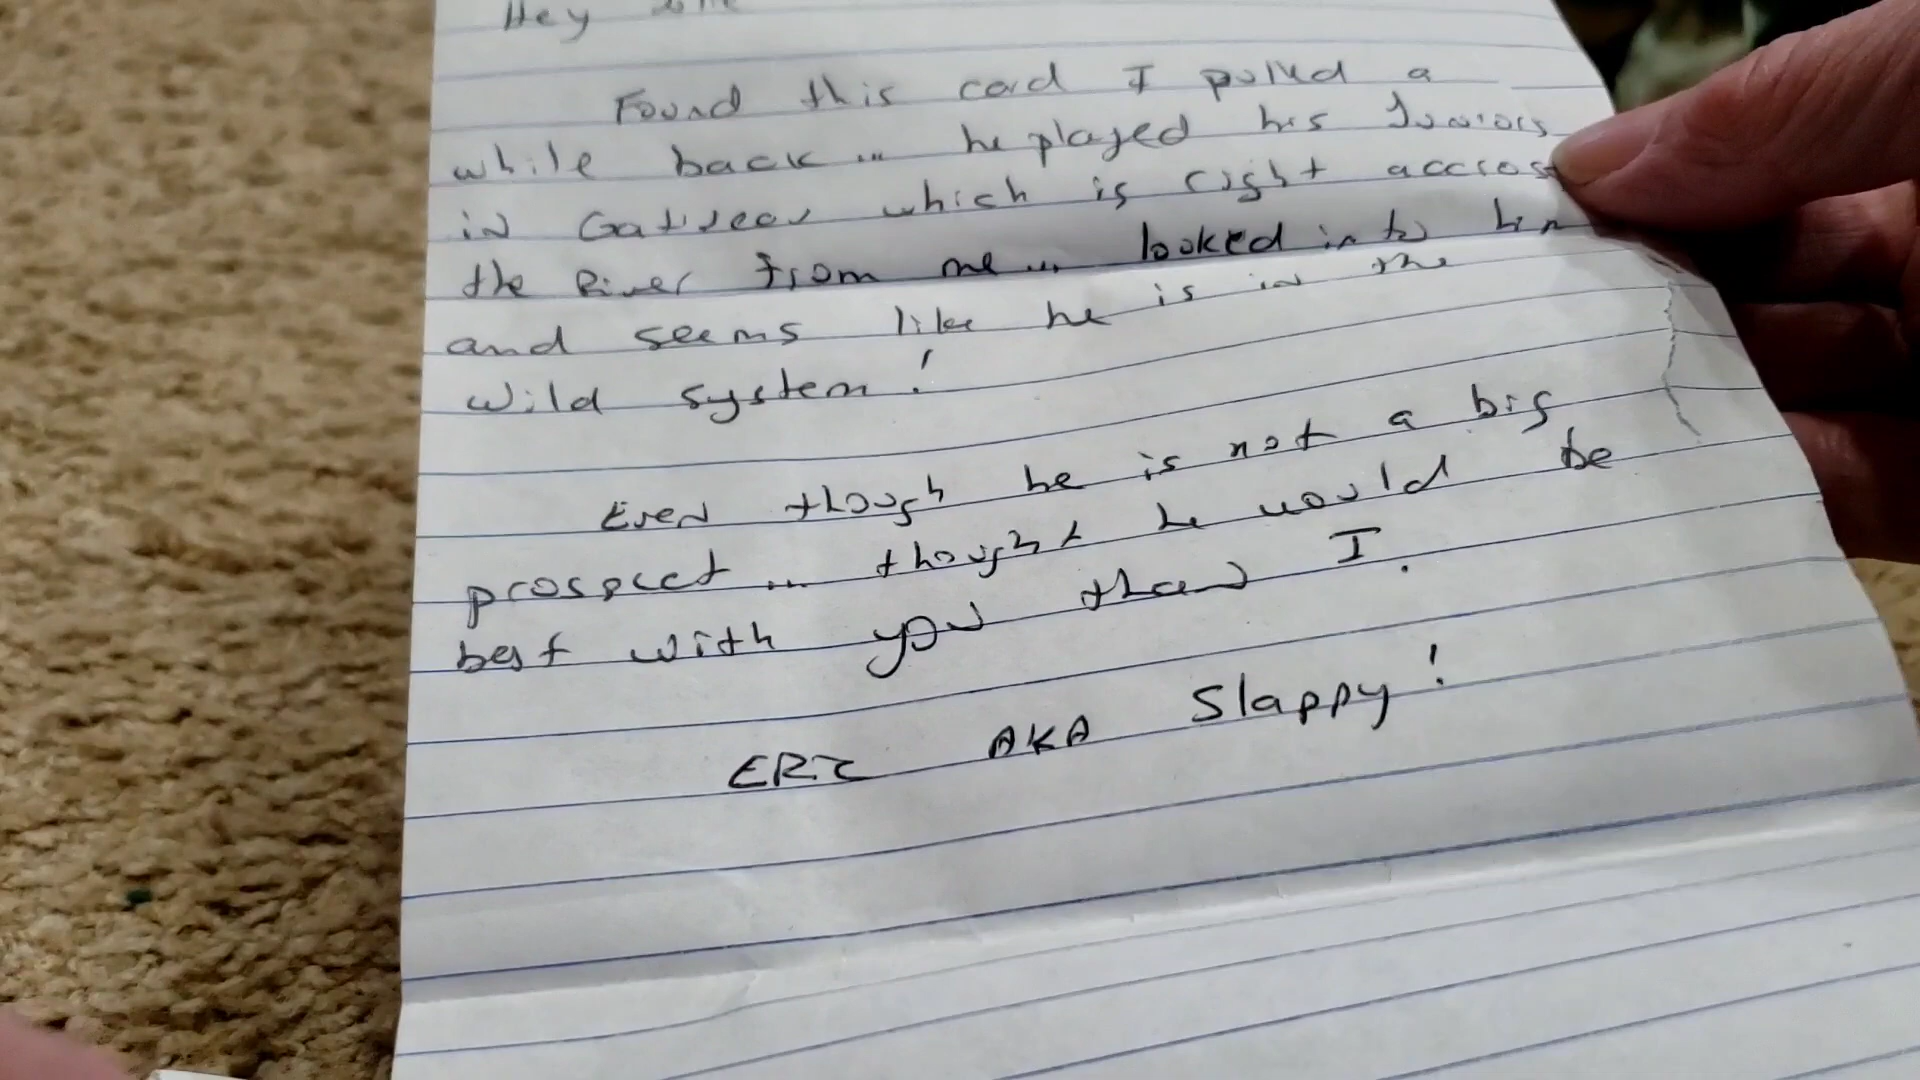 Hey
Found this card I pulled a
while back... he played his Juniors
in Gatineau which is right accross
the River from me... looked into him
and seems like he is in the
Wild system!
Even though he is not a big
prospect... thought he would be
best with you than I.
ERIC AKA Slappy!